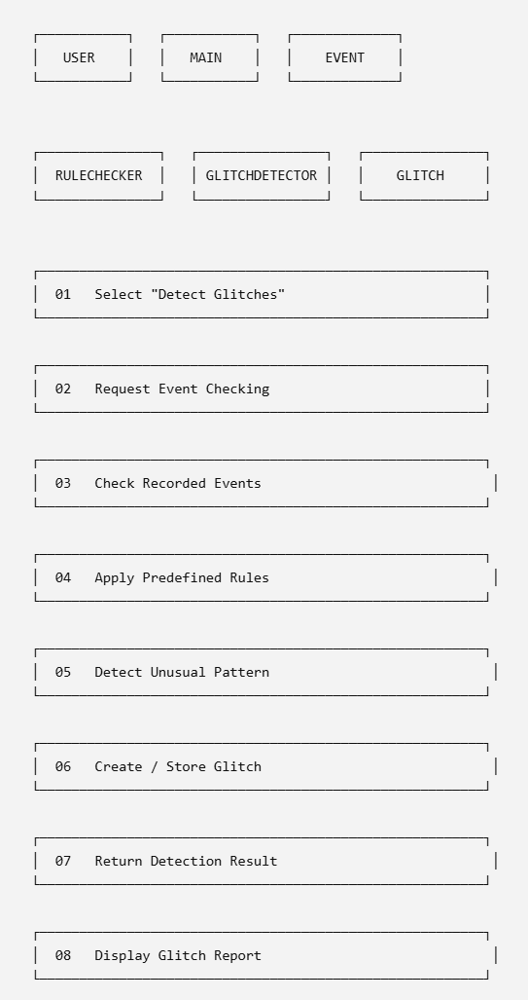 USER MAIN EVENT
RULECHECKER GLITCHDETECTOR GLITCH
01 Select "Detect Glitches"
02 Request Event Checking
03 Check Recorded Events
04 Apply Predefined Rules
05 Detect Unusual Pattern
06 Create / Store Glitch
07 Return Detection Result
08 Display Glitch Report